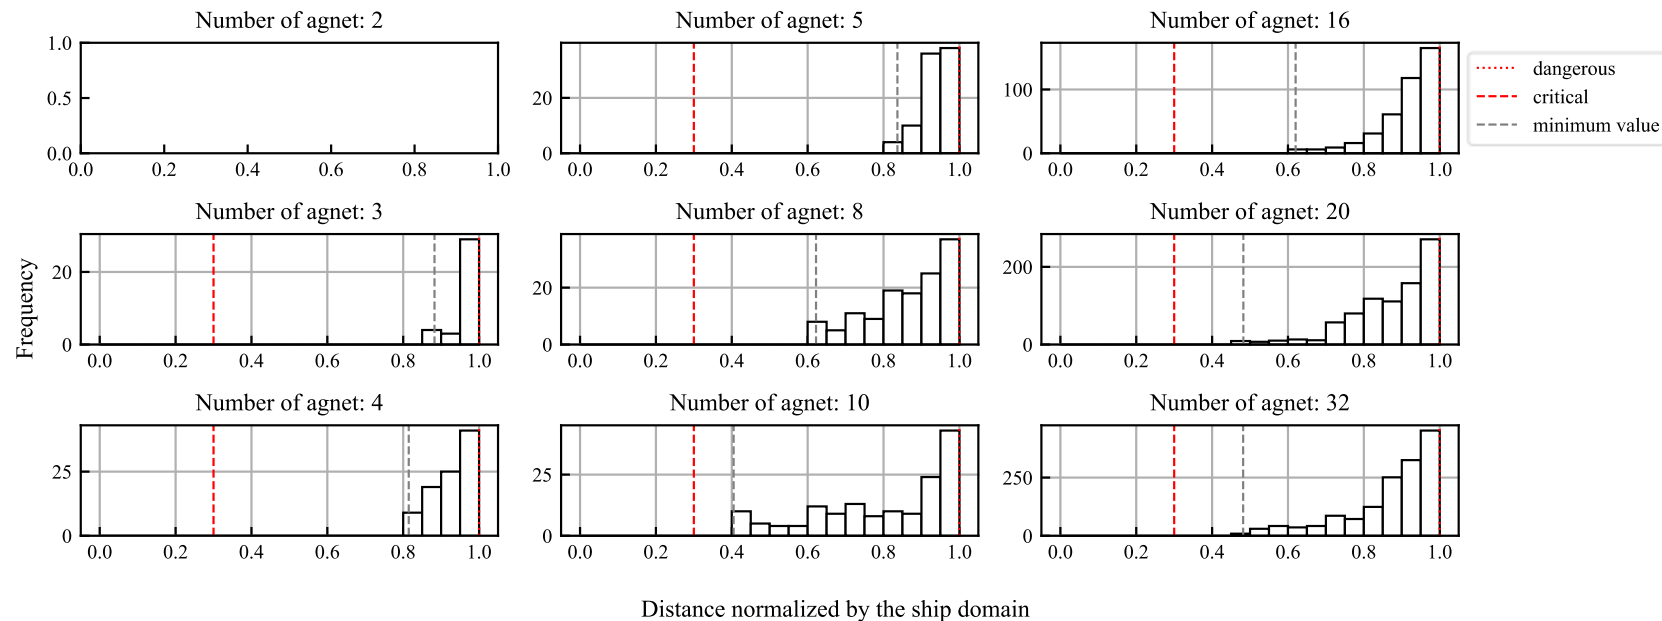 Number of agnet: 2
1.0
0.5
0.0
0.0 0.2 0.4 0.6 0.8 1.0
Number of agnet: 5
20
0
0.0 0.2 0.4 0.6 0.8 1.0
Number of agnet: 16
100
0
0.0 0.2 0.4 0.6 0.8 1.0
dangerous
critical
minimum value
Number of agnet: 3
20
0
0.0 0.2 0.4 0.6 0.8 1.0
Number of agnet: 8
20
0
0.0 0.2 0.4 0.6 0.8 1.0
Number of agnet: 20
200
0
0.0 0.2 0.4 0.6 0.8 1.0
Frequency
Number of agnet: 4
25
0
0.0 0.2 0.4 0.6 0.8 1.0
Number of agnet: 10
25
0
0.0 0.2 0.4 0.6 0.8 1.0
Number of agnet: 32
250
0
0.0 0.2 0.4 0.6 0.8 1.0
Distance normalized by the ship domain